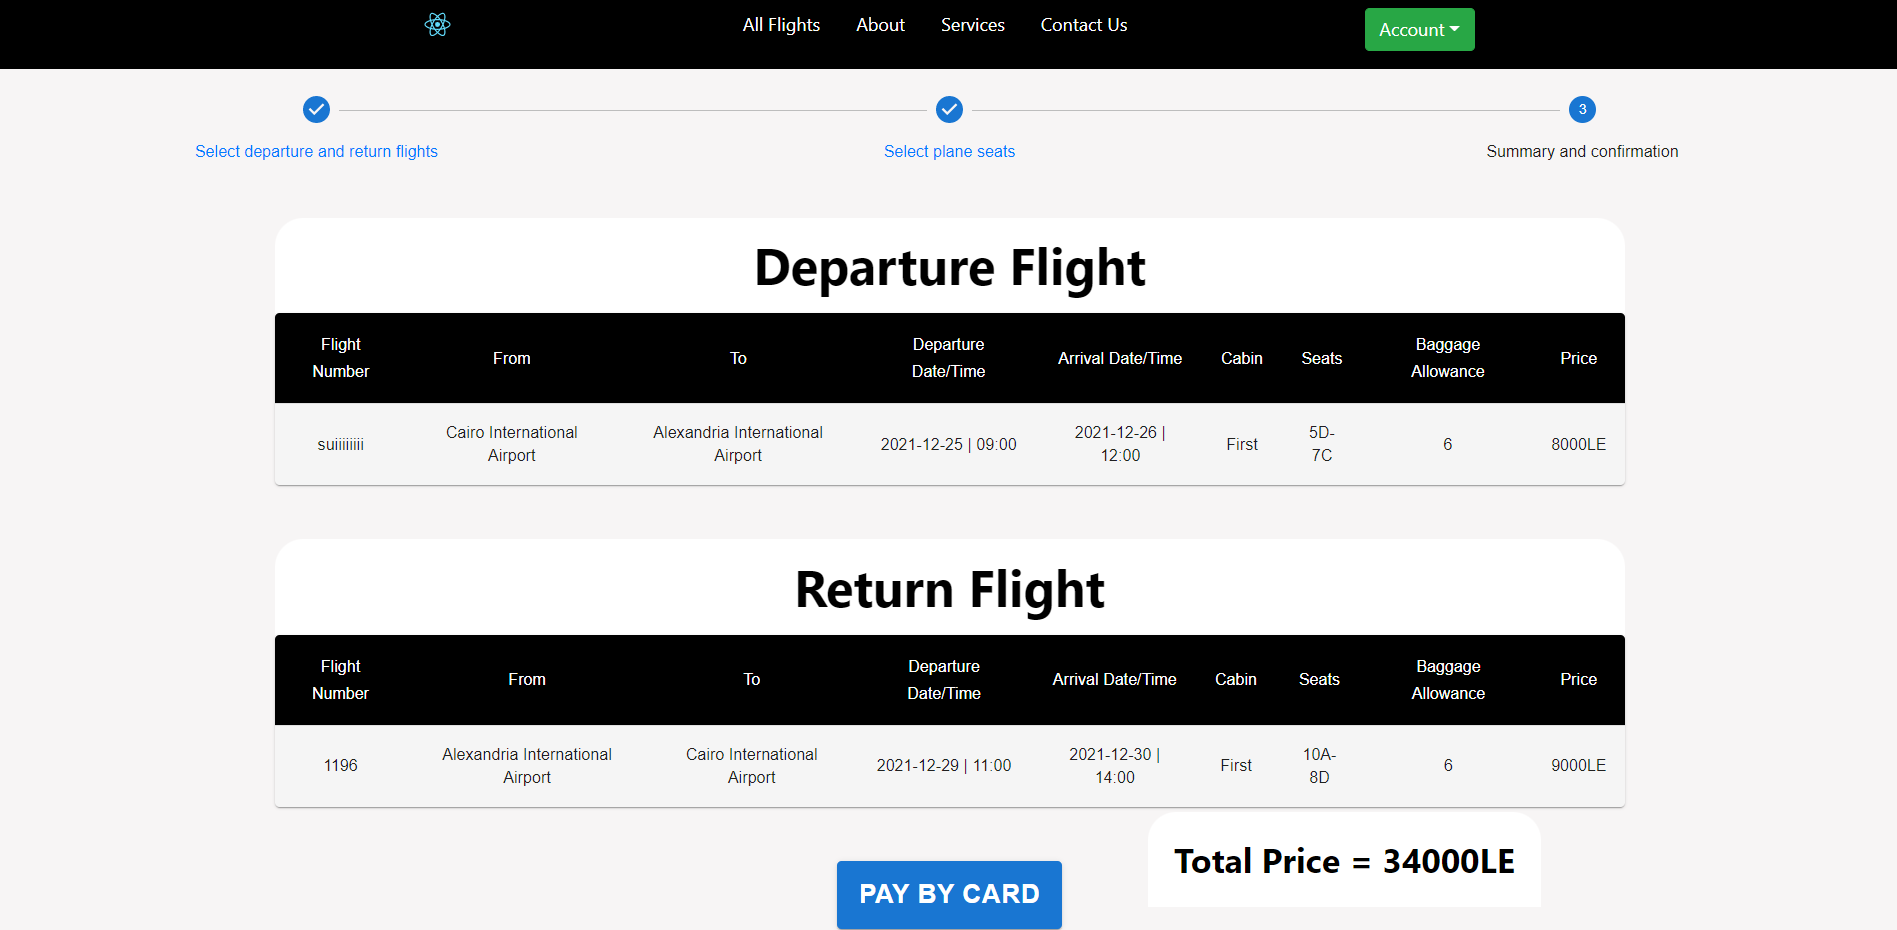 All Flights About Services Contact Us Account
3
Select departure and return flights Select plane seats Summary and confirmation
Departure Flight
Flight Number From To Departure Date/Time Arrival Date/Time Cabin Seats Baggage Allowance Price
suiiiiiiii Cairo International Airport Alexandria International Airport 2021-12-25 | 09:00 2021-12-26 | 12:00 First 5D-7C 6 8000LE
Return Flight
Flight Number From To Departure Date/Time Arrival Date/Time Cabin Seats Baggage Allowance Price
1196 Alexandria International Airport Cairo International Airport 2021-12-29 | 11:00 2021-12-30 | 14:00 First 10A-8D 6 9000LE
Total Price = 34000LE
PAY BY CARD